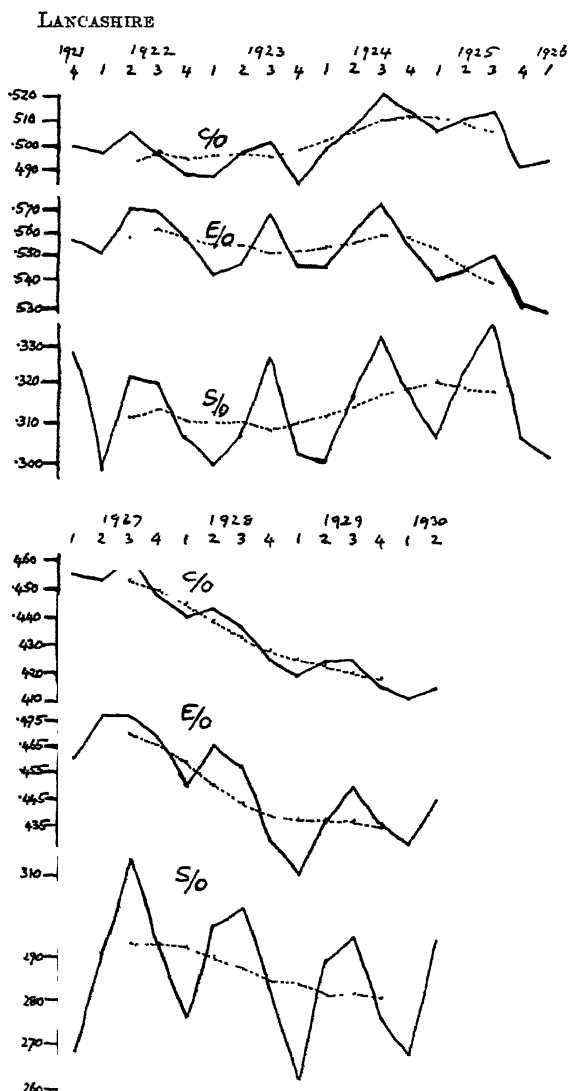 LANCASHIRE
1921 1922 1923 1924 1925 1926
4 1 2 3 4 1 2 3 4 1 2 3 4 1 2 3 4 1
.520
.510
.500
.490
C/O
.570
.560
.550
.540
.530
E/O
.330
.320
.310
.300
S/O
1927 1928 1929 1930
1 2 3 4 1 2 3 4 1 2 3 4 1 2
.460
.450
.440
.430
.420
.410
C/O
.475
.465
.455
.445
.435
E/O
.310
S/O
.290
.280
.270
.260